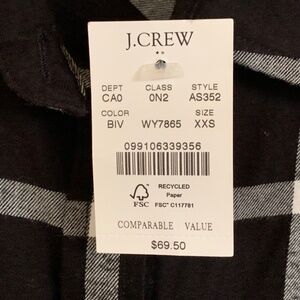 J.CREW
DEPT CLASS STYLE
CA0 0N2 AS352
COLOR SIZE
BIV WY7865 XXS
099106339356
RECYCLED
Paper
FSC FSC® C117781
COMPARABLE VALUE
$69.50